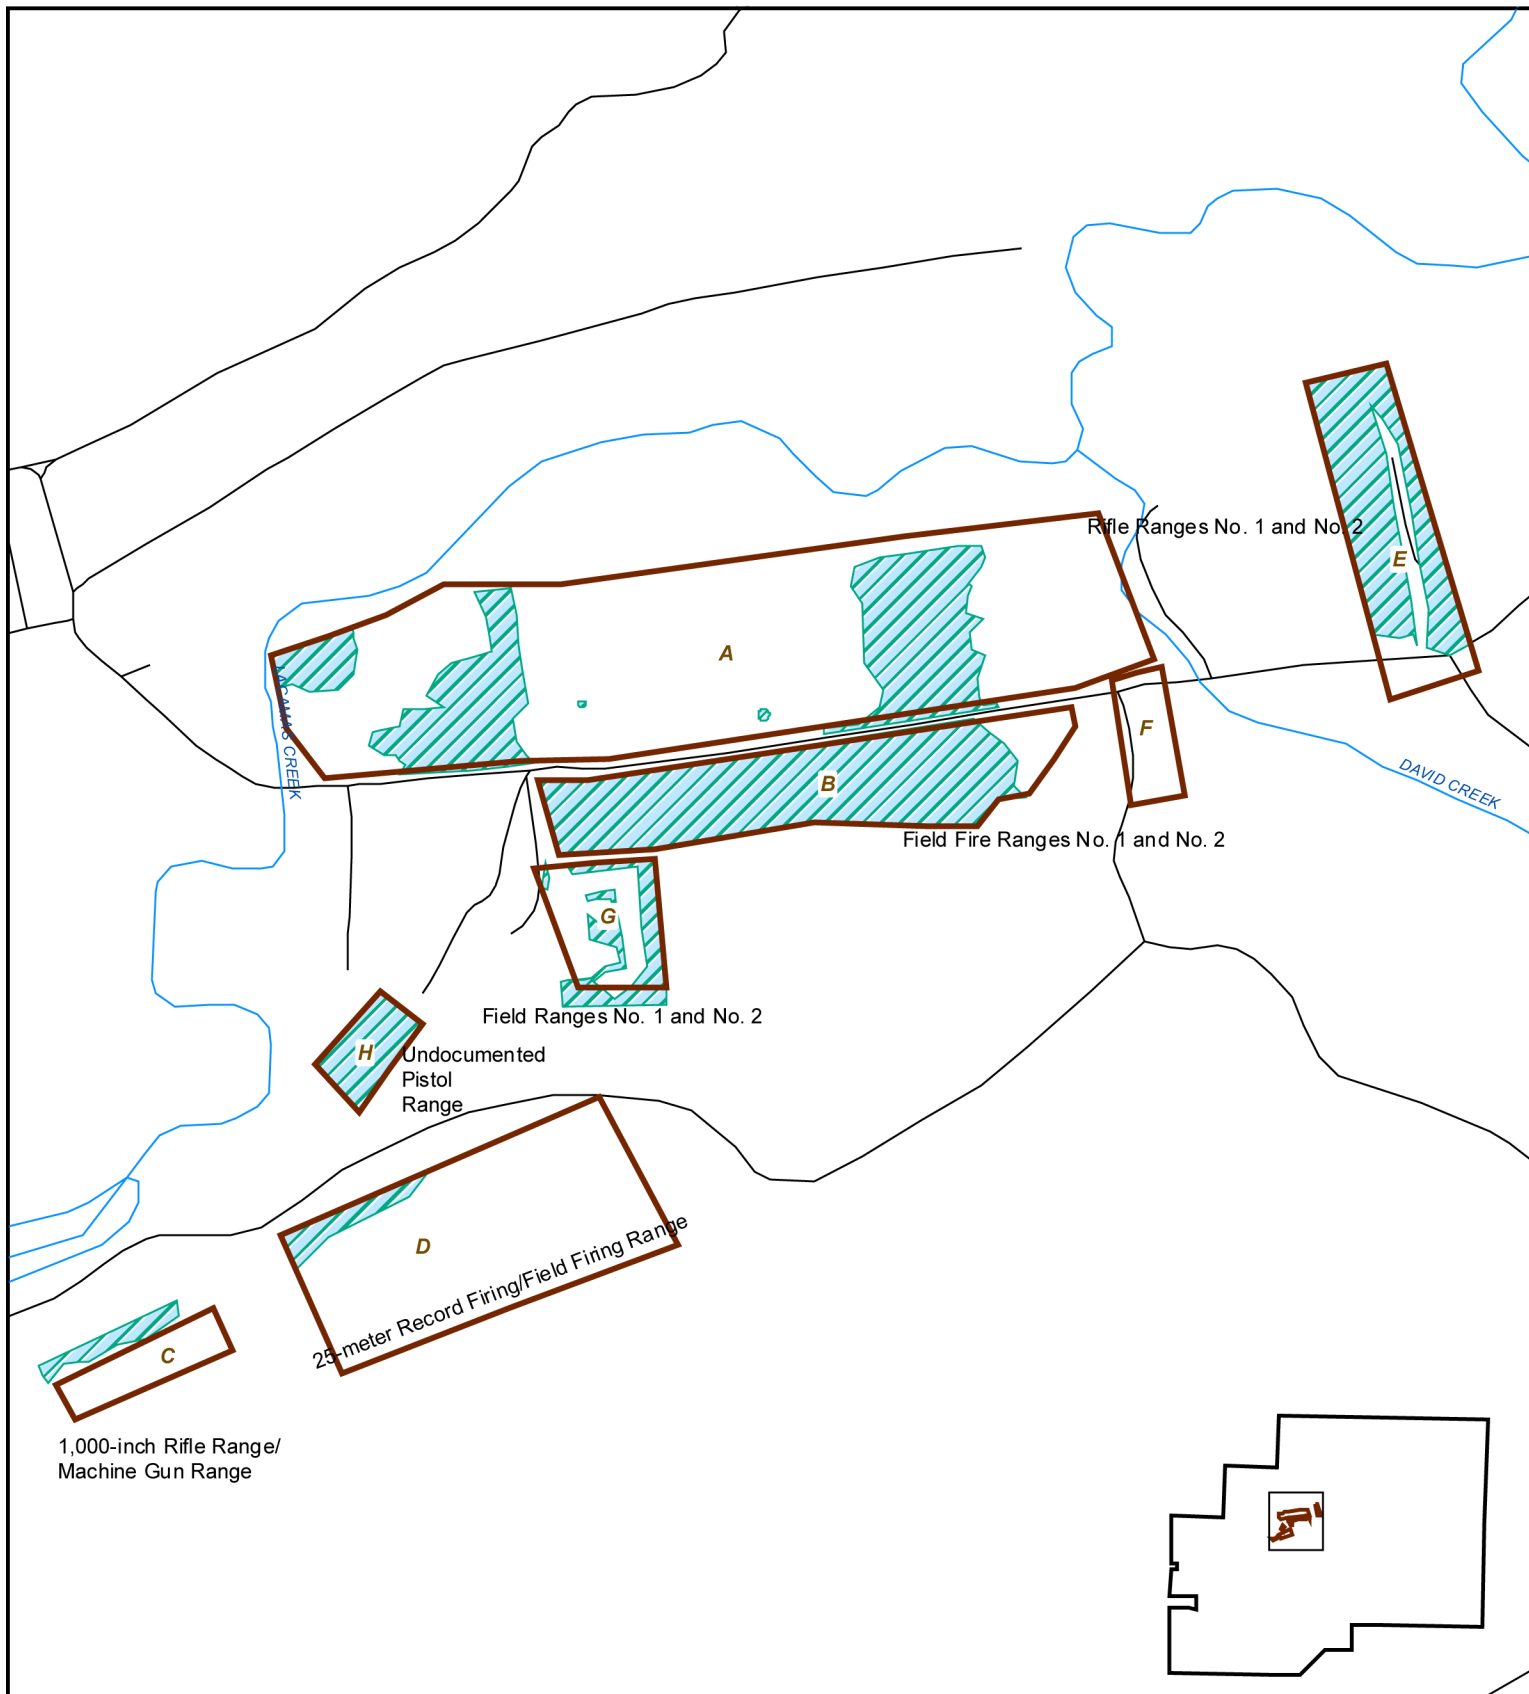 Rifle Ranges No. 1 and No. 2
E
A
LACAMAS CREEK
F
B
DAVID CREEK
Field Fire Ranges No. 1 and No. 2
G
Field Ranges No. 1 and No. 2
H
Undocumented
Pistol
Range
D
25-meter Record Firing/Field Firing Range
C
1,000-inch Rifle Range/
Machine Gun Range